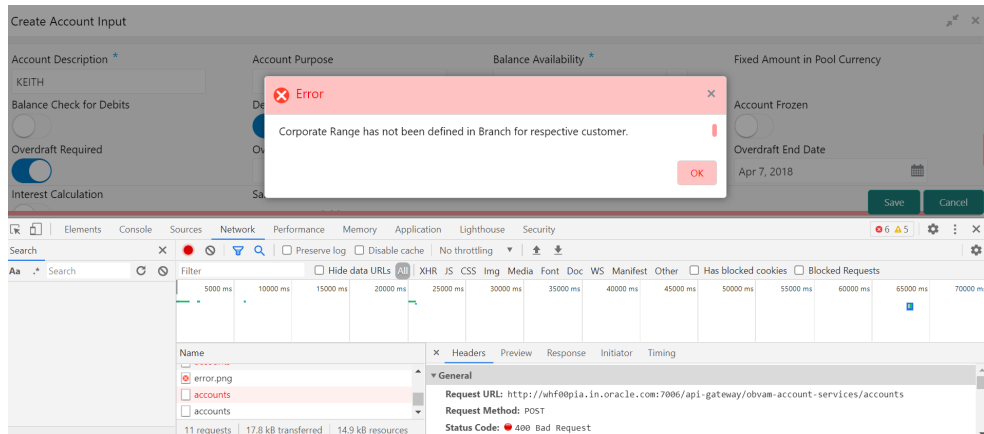 Create Account Input
Account Description *
Account Purpose
Balance Availability *
Fixed Amount in Pool Currency
KEITH
Balance Check for Debits
De
Account Frozen
Error
Corporate Range has not been defined in Branch for respective customer.
OK
Overdraft Required
Ov
Overdraft End Date
Apr 7, 2018
Interest Calculation
Sa
Save
Cancel
Elements Console Sources Network Performance Memory Application Lighthouse Security
6 5
Search
Preserve log Disable cache No throttling
Aa .* Search
Filter
Hide data URLs All XHR JS CSS Img Media Font Doc WS Manifest Other Has blocked cookies Blocked Requests
5000 ms 10000 ms 15000 ms 20000 ms 25000 ms 30000 ms 35000 ms 40000 ms 45000 ms 50000 ms 55000 ms 60000 ms 65000 ms 70000 m
Name
Headers Preview Response Initiator Timing
error.png
accounts
accounts
11 requests 17.8 kB transferred 14.9 kB resources
General
Request URL: http://whf00pia.in.oracle.com:7006/api-gateway/obvam-account-services/accounts
Request Method: POST
Status Code: 400 Bad Request